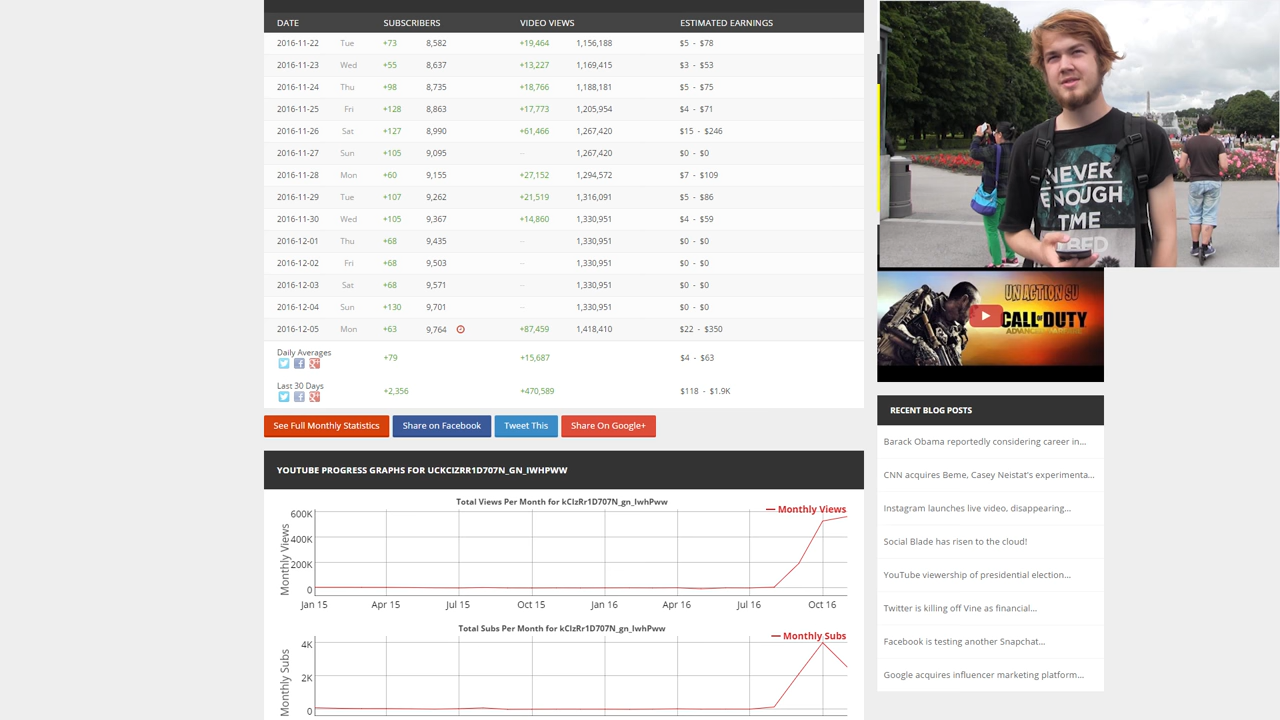 DATE SUBSCRIBERS VIDEO VIEWS ESTIMATED EARNINGS
2016-11-22 Tue +73 8,582 +19,464 1,156,188 $5 - $78
2016-11-23 Wed +55 8,637 +13,227 1,169,415 $3 - $53
2016-11-24 Thu +98 8,735 +18,766 1,188,181 $5 - $75
2016-11-25 Fri +128 8,863 +17,773 1,205,954 $4 - $71
2016-11-26 Sat +127 8,990 +61,466 1,267,420 $15 - $246
2016-11-27 Sun +105 9,095 -- 1,267,420 $0 - $0
2016-11-28 Mon +60 9,155 +27,152 1,294,572 $7 - $109
2016-11-29 Tue +107 9,262 +21,519 1,316,091 $5 - $86
2016-11-30 Wed +105 9,367 +14,860 1,330,951 $4 - $59
2016-12-01 Thu +68 9,435 -- 1,330,951 $0 - $0
2016-12-02 Fri +68 9,503 -- 1,330,951 $0 - $0
2016-12-03 Sat +68 9,571 -- 1,330,951 $0 - $0
2016-12-04 Sun +130 9,701 -- 1,330,951 $0 - $0
2016-12-05 Mon +63 9,764 +87,459 1,418,410 $22 - $350
Daily Averages +79 +15,687 $4 - $63
Last 30 Days +2,356 +470,589 $118 - $1.9K
See Full Monthly Statistics Share on Facebook Tweet This Share On Google+
YOUTUBE PROGRESS GRAPHS FOR UCKCIZRR1D707N_GN_IWHPWW
Total Views Per Month for kCIzRr1D707N_gn_IwhPww
Monthly Views
Monthly Views
600K
400K
200K
0
Jan 15 Apr 15 Jul 15 Oct 15 Jan 16 Apr 16 Jul 16 Oct 16
Total Subs Per Month for kCIzRr1D707N_gn_IwhPww
Monthly Subs
Monthly Subs
4K
2K
0
NEVER
ENOUGH
TIME
BED
UN ACTION SU
CALL OF DUTY
ADVANCED WARFARE
RECENT BLOG POSTS
Barack Obama reportedly considering career in...
CNN acquires Beme, Casey Neistat's experimenta...
Instagram launches live video, disappearing...
Social Blade has risen to the cloud!
YouTube viewership of presidential election...
Twitter is killing off Vine as financial...
Facebook is testing another Snapchat...
Google acquires influencer marketing platform...